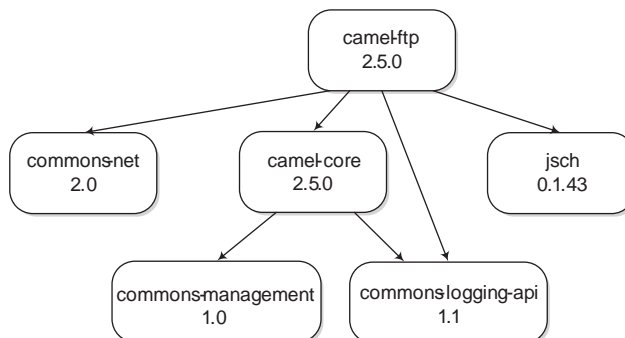 camel-ftp
2.5.0
commons-net
2.0
camel-core
2.5.0
jsch
0.1.43
commons-management
1.0
commons-logging-api
1.1